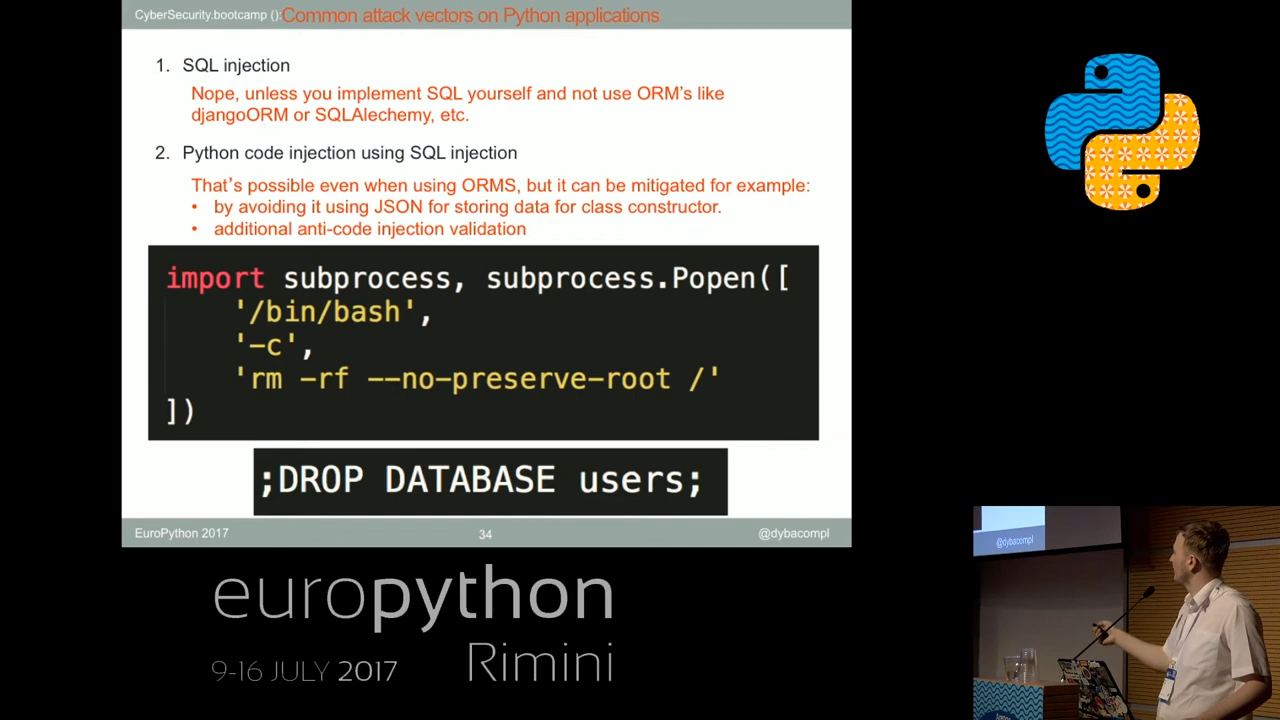 CyberSecurity.bootcamp ():Common attack vectors on Python applications
1. SQL injection
Nope, unless you implement SQL yourself and not use ORM's like
djangoORM or SQLAlechemy, etc.
2. Python code injection using SQL injection
That's possible even when using ORMS, but it can be mitigated for example:
• by avoiding it using JSON for storing data for class constructor.
• additional anti-code injection validation
import subprocess, subprocess.Popen([
'/bin/bash',
'-c',
'rm -rf --no-preserve-root /'
])
;DROP DATABASE users;
EuroPython 2017
34
@dybacompl
europython
9-16 JULY 2017
Rimini
@dybacompl